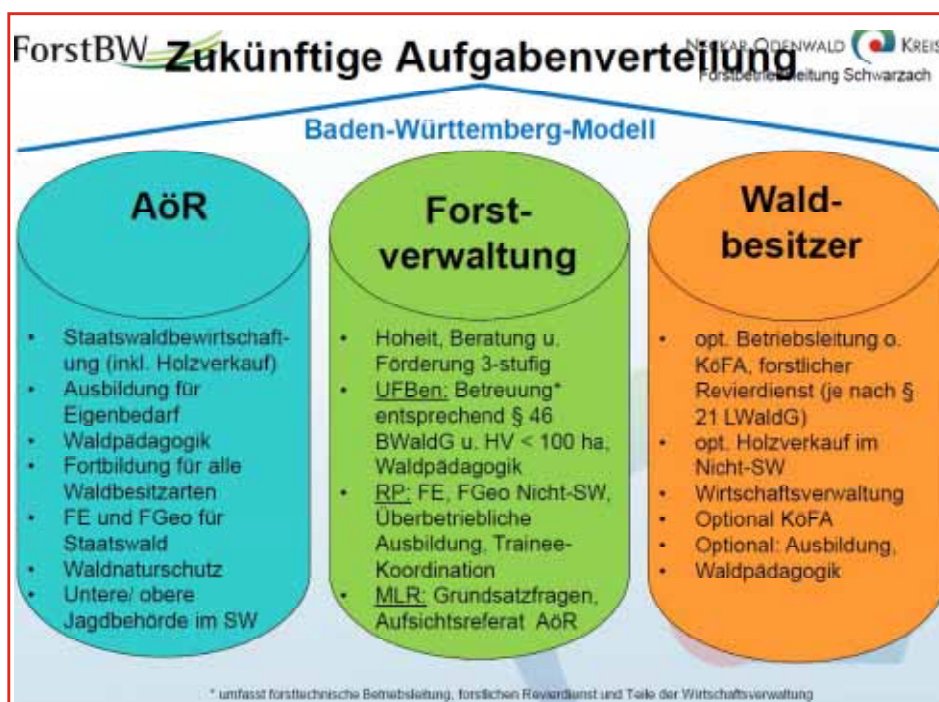 ForstBW
Zukünftige Aufgabenverteilung
NECKAR-ODENWALD KREIS
Forstbetriebsleitung Schwarzach
Baden-Württemberg-Modell
AöR
• Staatswaldbewirtschaft-
ung (inkl. Holzverkauf)
• Ausbildung für
Eigenbedarf
• Waldpädagogik
• Fortbildung für alle
Waldbesitzarten
• FE und FGeo für
Staatswald
• Waldnaturschutz
• Untere/ obere
Jagdbehörde im SW
Forst-
verwaltung
• Hoheit, Beratung u.
Förderung 3-stufig
• UFBen: Betreuung*
entsprechend § 46
BWaldG u. HV < 100 ha,
Waldpädagogik
• RP: FE, FGeo Nicht-SW,
Überbetriebliche
Ausbildung, Trainee-
Koordination
• MLR: Grundsatzfragen,
Aufsichtsreferat AöR
Wald-
besitzer
• opt. Betriebsleitung o.
KöFA, forstlicher
Revierdienst (je nach §
21 LWaldG)
• opt. Holzverkauf im
Nicht-SW
• Wirtschaftsverwaltung
• Optional KöFA
• Optional: Ausbildung,
• Waldpädagogik
* umfasst forsttechnische Betriebsleitung, forstlichen Revierdienst und Teile der Wirtschaftsverwaltung